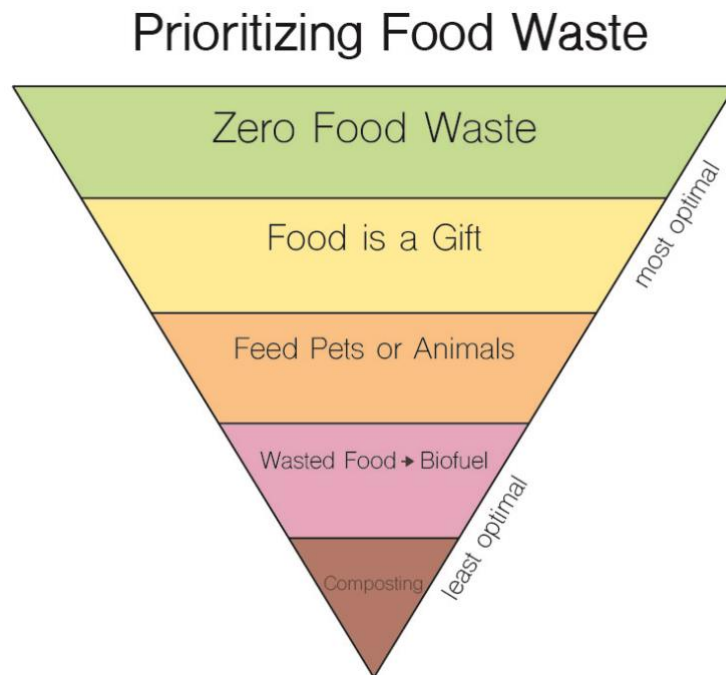 Prioritizing Food Waste
Zero Food Waste
Food is a Gift
most optimal
Feed Pets or Animals
Wasted Food → Biofuel
least optimal
Composting